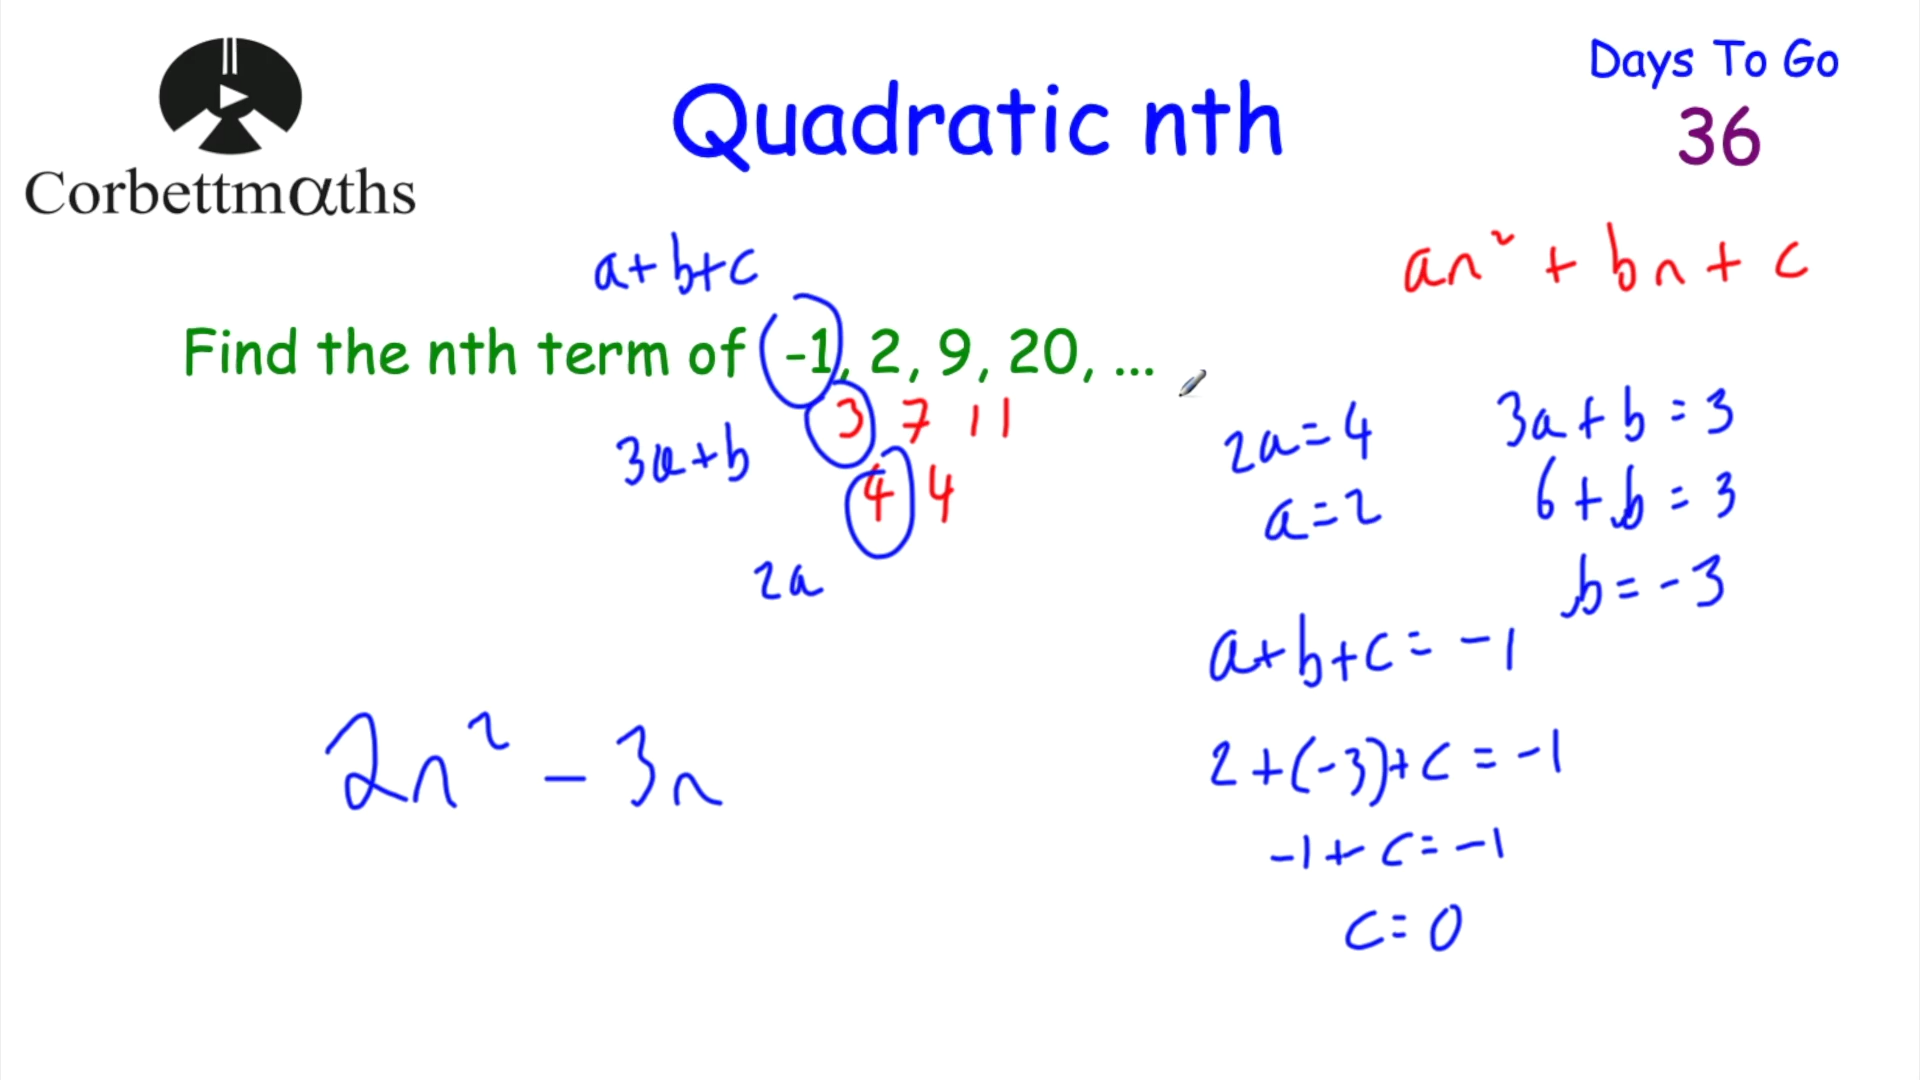 Days To Go
36
Quadratic nth
Corbettmαths
an² + bn + c
a+b+c
Find the nth term of -1, 2, 9, 20, ...
3 7 11
3a+b
4 4
2a
2a=4
a=2
3a+b=3
6+b=3
b=-3
a+b+c=-1
2+(-3)+c=-1
-1+c=-1
c=0
2n² - 3n